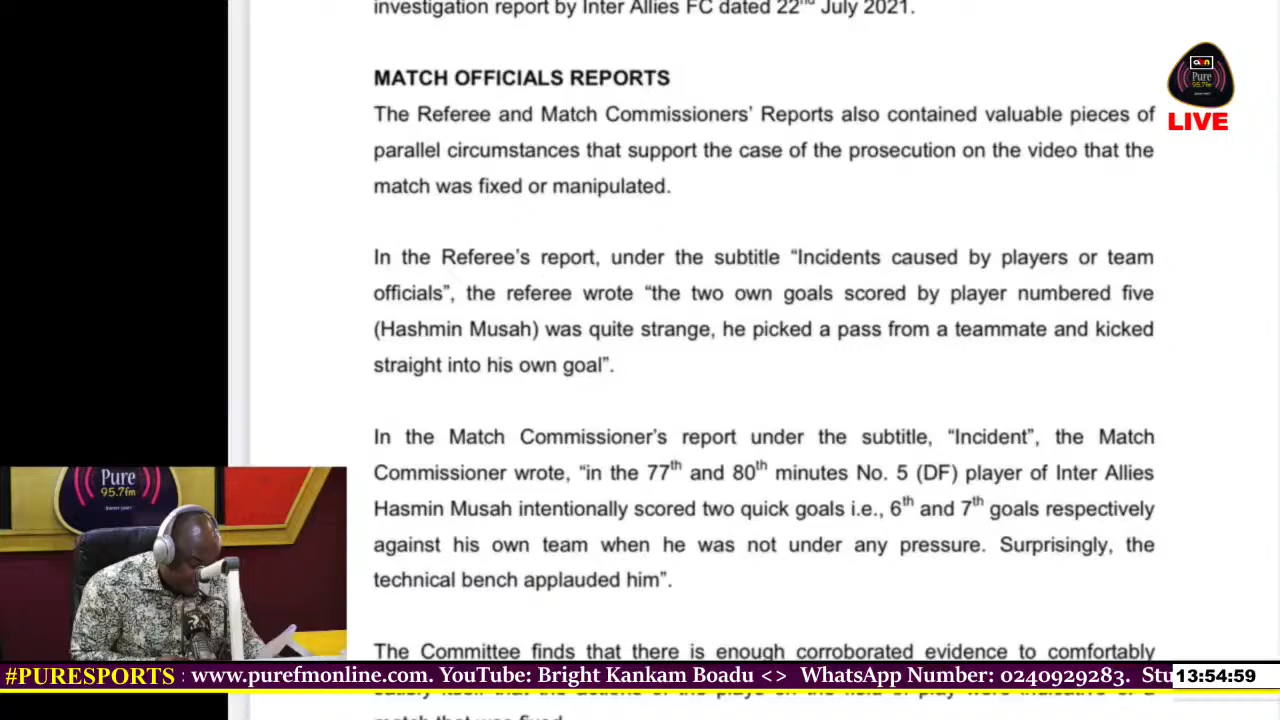 investigation report by Inter Allies FC dated 22nd July 2021.
MATCH OFFICIALS REPORTS
The Referee and Match Commissioners' Reports also contained valuable pieces of
parallel circumstances that support the case of the prosecution on the video that the
match was fixed or manipulated.
In the Referee's report, under the subtitle “Incidents caused by players or team
officials”, the referee wrote “the two own goals scored by player numbered five
(Hashmin Musah) was quite strange, he picked a pass from a teammate and kicked
straight into his own goal”.
In the Match Commissioner's report under the subtitle, “Incident”, the Match
Commissioner wrote, “in the 77th and 80th minutes No. 5 (DF) player of Inter Allies
Hasmin Musah intentionally scored two quick goals i.e., 6th and 7th goals respectively
against his own team when he was not under any pressure. Surprisingly, the
technical bench applauded him”.
The Committee finds that there is enough corroborated evidence to comfortably
match that was fixed
Pure
95.7fm
LIVE
Pure
95.7fm
#PURESPORTS : www.purefmonline.com. YouTube: Bright Kankam Boadu <> WhatsApp Number: 0240929283. Stu
13:54:59